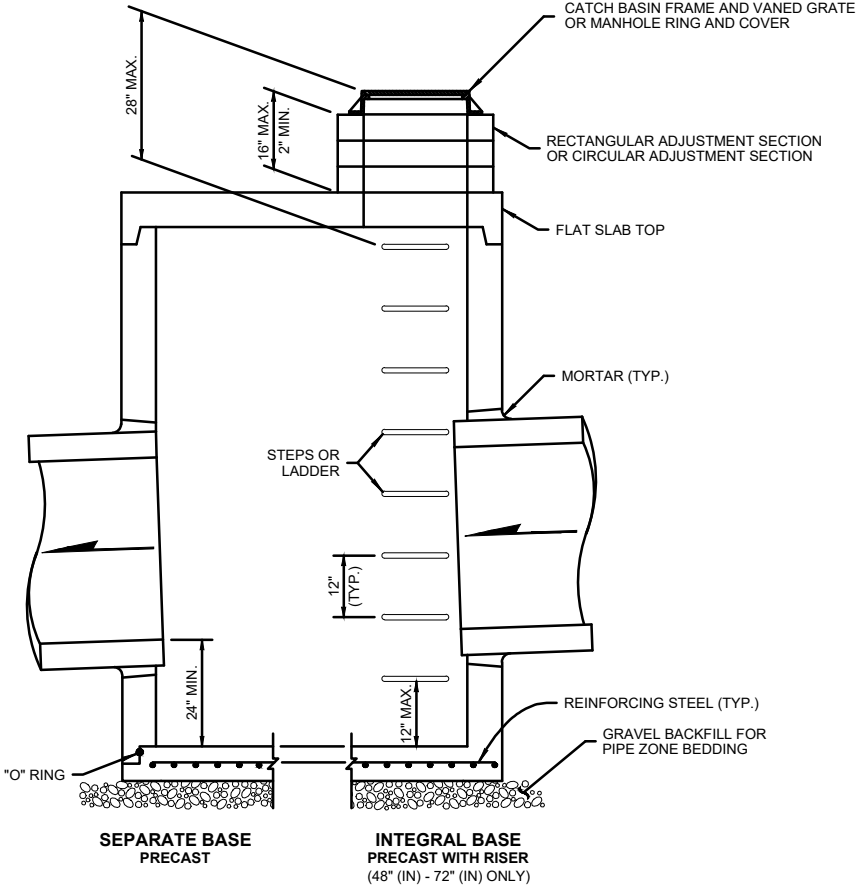 CATCH BASIN FRAME AND VANED GRATE
OR MANHOLE RING AND COVER
28" MAX.
16" MAX.
2" MIN.
RECTANGULAR ADJUSTMENT SECTION
OR CIRCULAR ADJUSTMENT SECTION
FLAT SLAB TOP
MORTAR (TYP.)
STEPS OR
LADDER
12"
(TYP.)
24" MIN.
12" MAX.
REINFORCING STEEL (TYP.)
GRAVEL BACKFILL FOR
PIPE ZONE BEDDING
"O" RING
SEPARATE BASE
PRECAST
INTEGRAL BASE
PRECAST WITH RISER
(48" (IN) - 72" (IN) ONLY)